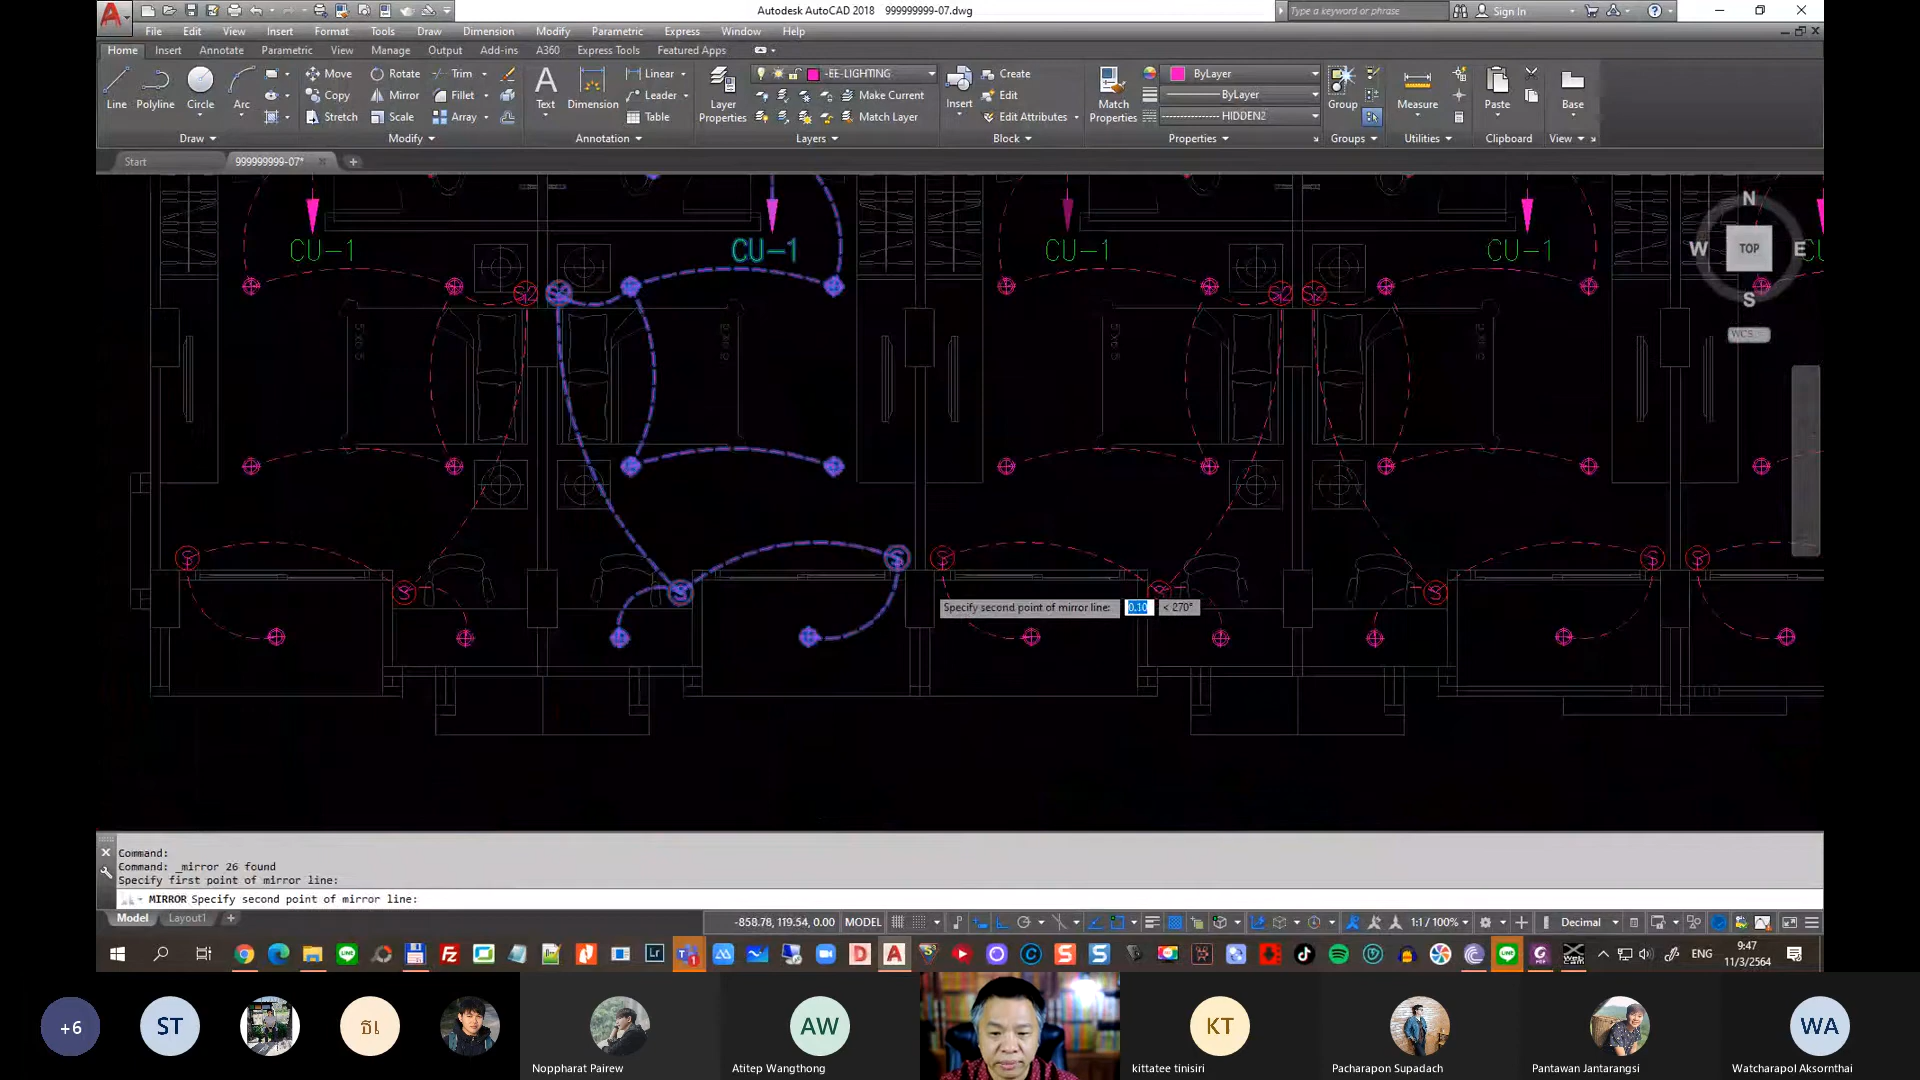 Autodesk AutoCAD 2018 999999999-07.dwg
Type a keyword or phrase
Sign In
File Edit View Insert Format Tools Draw Dimension Modify Parametric Express Window Help
Home Insert Annotate Parametric View Manage Output Add-ins A360 Express Tools Featured Apps
Move Rotate Trim Linear -EE-LIGHTING Create ByLayer
Line Polyline Circle Arc Copy Mirror Fillet Text Dimension Leader Layer Properties Make Current Insert Edit Match Properties ByLayer Group Measure Paste Base
Stretch Scale Array Table Match Layer Edit Attributes HIDDEN2
Draw Modify Annotation Layers Block Properties Groups Utilities Clipboard View
Start 999999999-07*
N
W TOP E
S
WCS
CU-1 CU-1 CU-1 CU-1
S2 S2 S2
S S S S S S S S
Specify second point of mirror line: 0.10 < 270°
Command:
Command: _mirror 26 found
Specify first point of mirror line:
MIRROR Specify second point of mirror line:
Model Layout1
-858.78, 119.54, 0.00 MODEL 1:1 / 100% Decimal
ENG
9:47
11/3/2564
+6
ST
ธเ
AW
KT
WA
Noppharat Pairew
Atitep Wangthong
kittatee tinisiri
Pacharapon Supadach
Pantawan Jantarangsi
Watcharapol Aksornthai